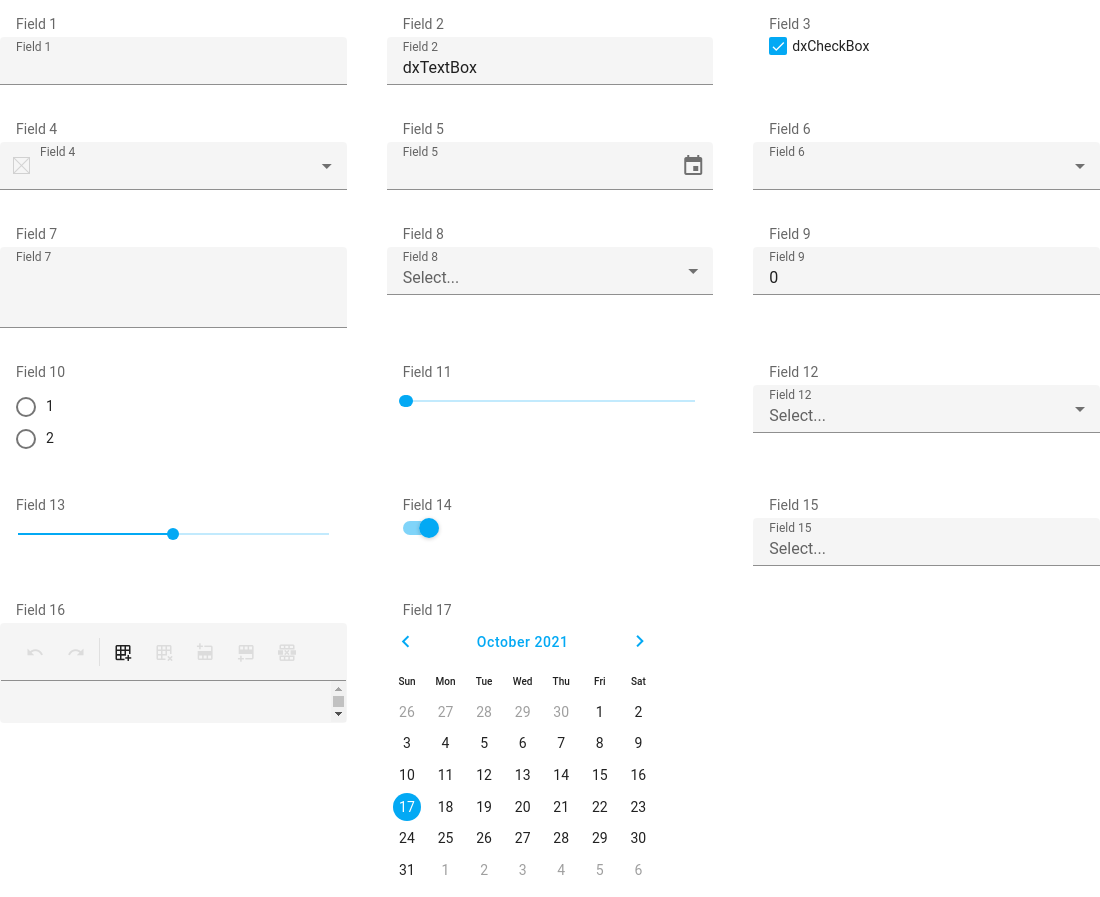 Field 1
Field 1
Field 2
Field 2
dxTextBox
Field 3
dxCheckBox
Field 4
Field 4
Field 5
Field 5
Field 6
Field 6
Field 7
Field 7
Field 8
Field 8
Select...
Field 9
Field 9
0
Field 10
1
2
Field 11
Field 12
Field 12
Select...
Field 13
Field 14
Field 15
Field 15
Select...
Field 16
Field 17
October 2021
Sun Mon Tue Wed Thu Fri Sat
26 27 28 29 30 1 2
3 4 5 6 7 8 9
10 11 12 13 14 15 16
17 18 19 20 21 22 23
24 25 26 27 28 29 30
31 1 2 3 4 5 6